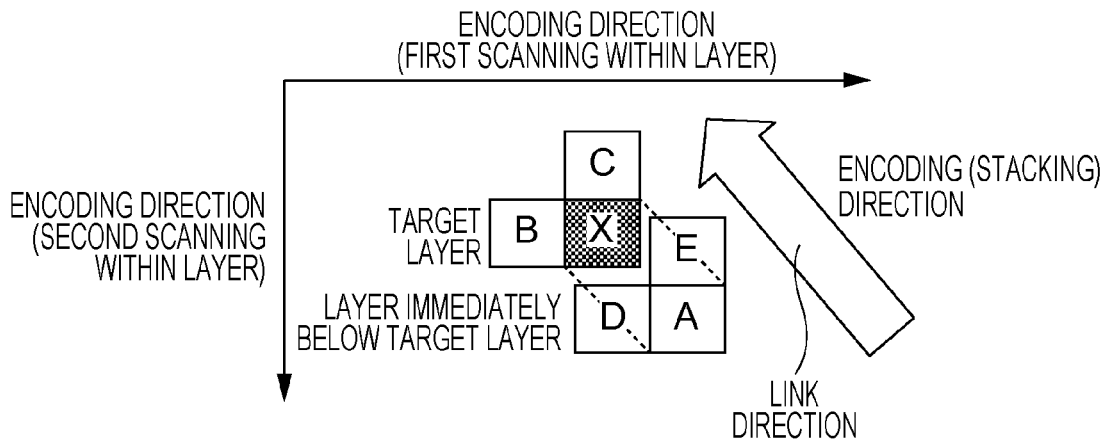 ENCODING DIRECTION
(FIRST SCANNING WITHIN LAYER)
ENCODING DIRECTION
(SECOND SCANNING
WITHIN LAYER)
TARGET
LAYER
C
B
X
E
D
A
LAYER IMMEDIATELY
BELOW TARGET LAYER
ENCODING (STACKING)
DIRECTION
LINK
DIRECTION